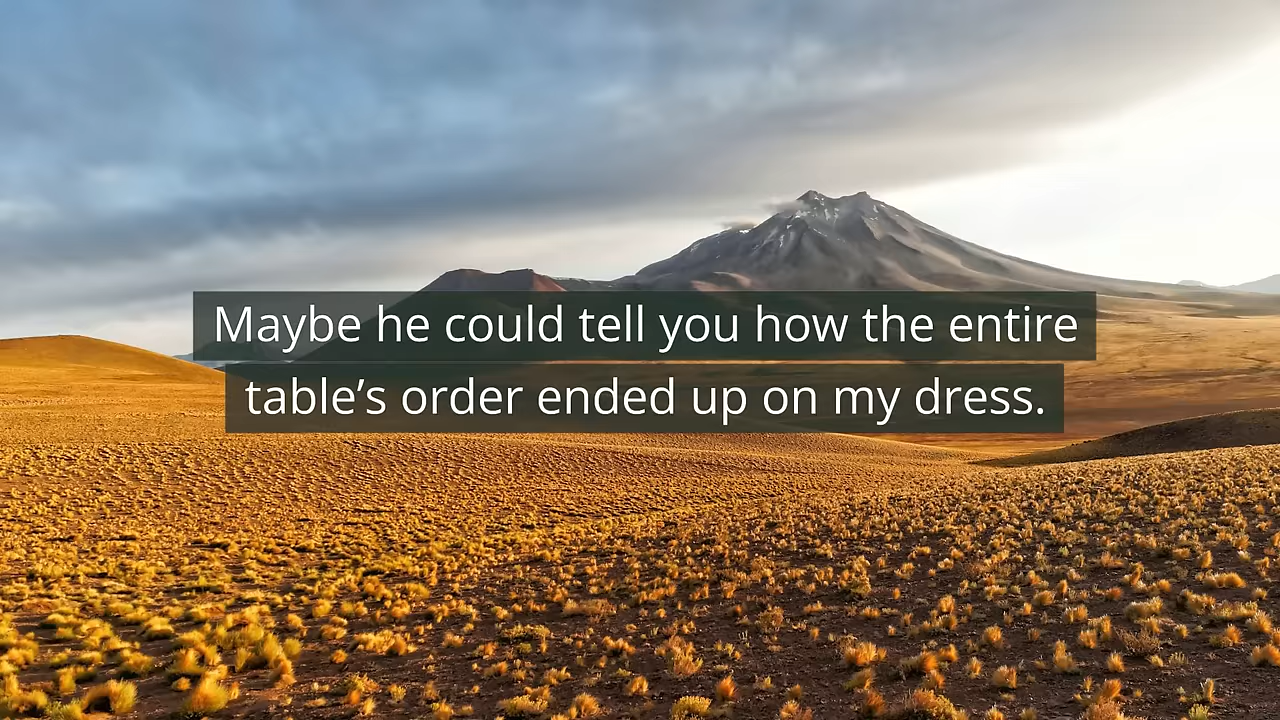 Maybe he could tell you how the entire
table’s order ended up on my dress.